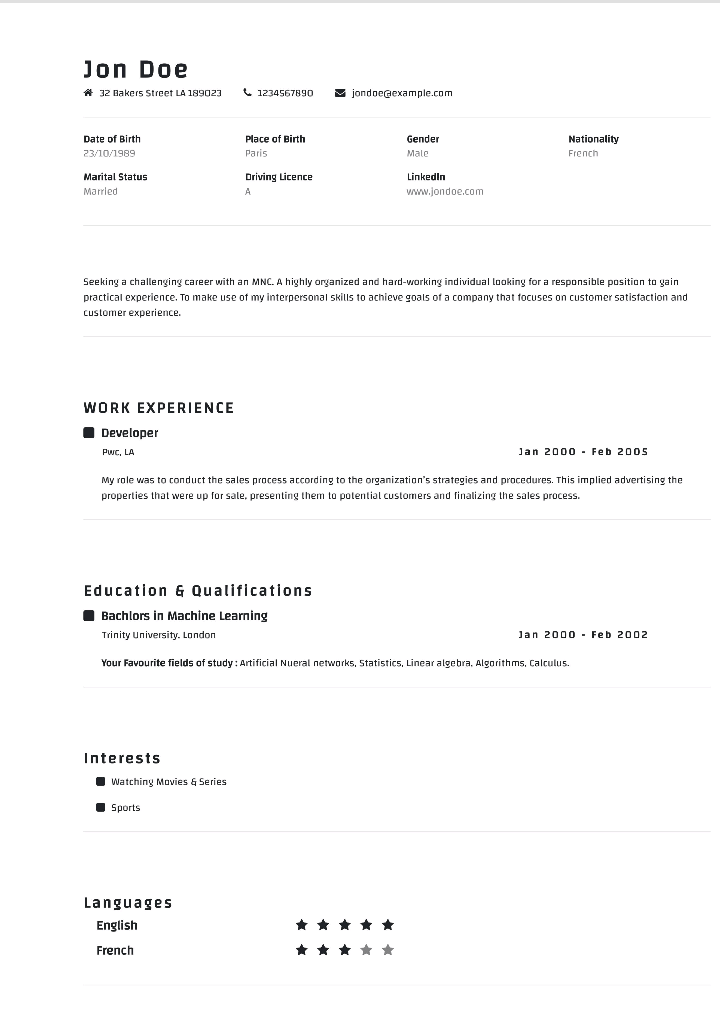 Jon Doe
32 Bakers Street LA 189023 1234567890 jondoe@example.com
Date of Birth Place of Birth Gender Nationality
23/10/1989 Paris Male French
Marital Status Driving Licence LinkedIn
Married A www.jondoe.com
Seeking a challenging career with an MNC. A highly organized and hard-working individual looking for a responsible position to gain
practical experience. To make use of my interpersonal skills to achieve goals of a company that focuses on customer satisfaction and
customer experience.
WORK EXPERIENCE
Developer
Pwc, LA Jan 2000 - Feb 2005
My role was to conduct the sales process according to the organization's strategies and procedures. This implied advertising the
properties that were up for sale, presenting them to potential customers and finalizing the sales process.
Education & Qualifications
Bachlors in Machine Learning
Trinity University, London Jan 2000 - Feb 2002
Your Favourite fields of study : Artificial Nueral networks, Statistics, Linear algebra, Algorithms, Calculus.
Interests
Watching Movies & Series
Sports
Languages
English
French